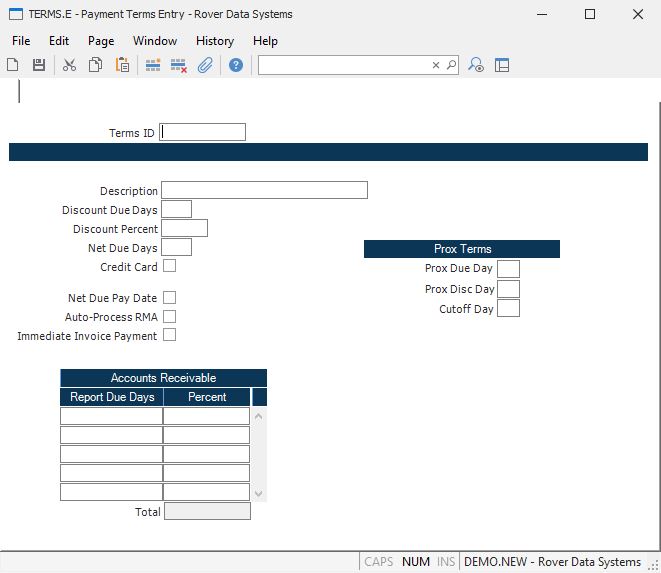 TERMS.E - Payment Terms Entry - Rover Data Systems
File Edit Page Window History Help
Terms ID
Description
Discount Due Days
Discount Percent
Net Due Days
Prox Terms
Credit Card
Prox Due Day
Prox Disc Day
Net Due Pay Date
Cutoff Day
Auto-Process RMA
Immediate Invoice Payment
Accounts Receivable
Report Due Days Percent
Total
CAPS NUM INS DEMO.NEW - Rover Data Systems